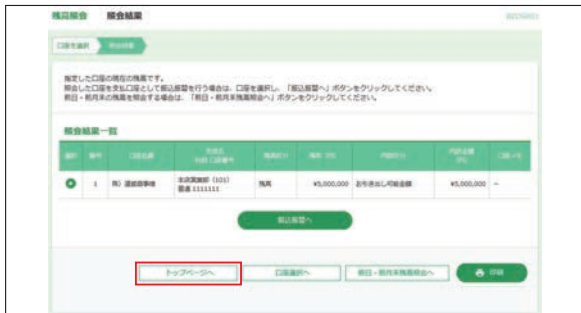 残高照会 照会結果
口座を選択
照会結果
指定した口座の現在の残高です。
照会した口座を支払口座として振込振替を行う場合は、口座を選択し、「振込振替へ」ボタンをクリックしてください。
前日・前月末の残高を照会する場合は、「前日・前月末残高照会へ」ボタンをクリックしてください。
照会結果一覧
選択 番号 口座名義 支店名 科目 口座番号 残高区分 残高(円) 内訳区分 内訳金額(円) 口座メモ
1 支店営業部 (101) 残高 ¥5,000,000 お引き出し可能金額 ¥5,000,000 -
普通 1111111
振込振替へ
トップページへ 口座選択へ 前日・前月末残高照会へ 印刷